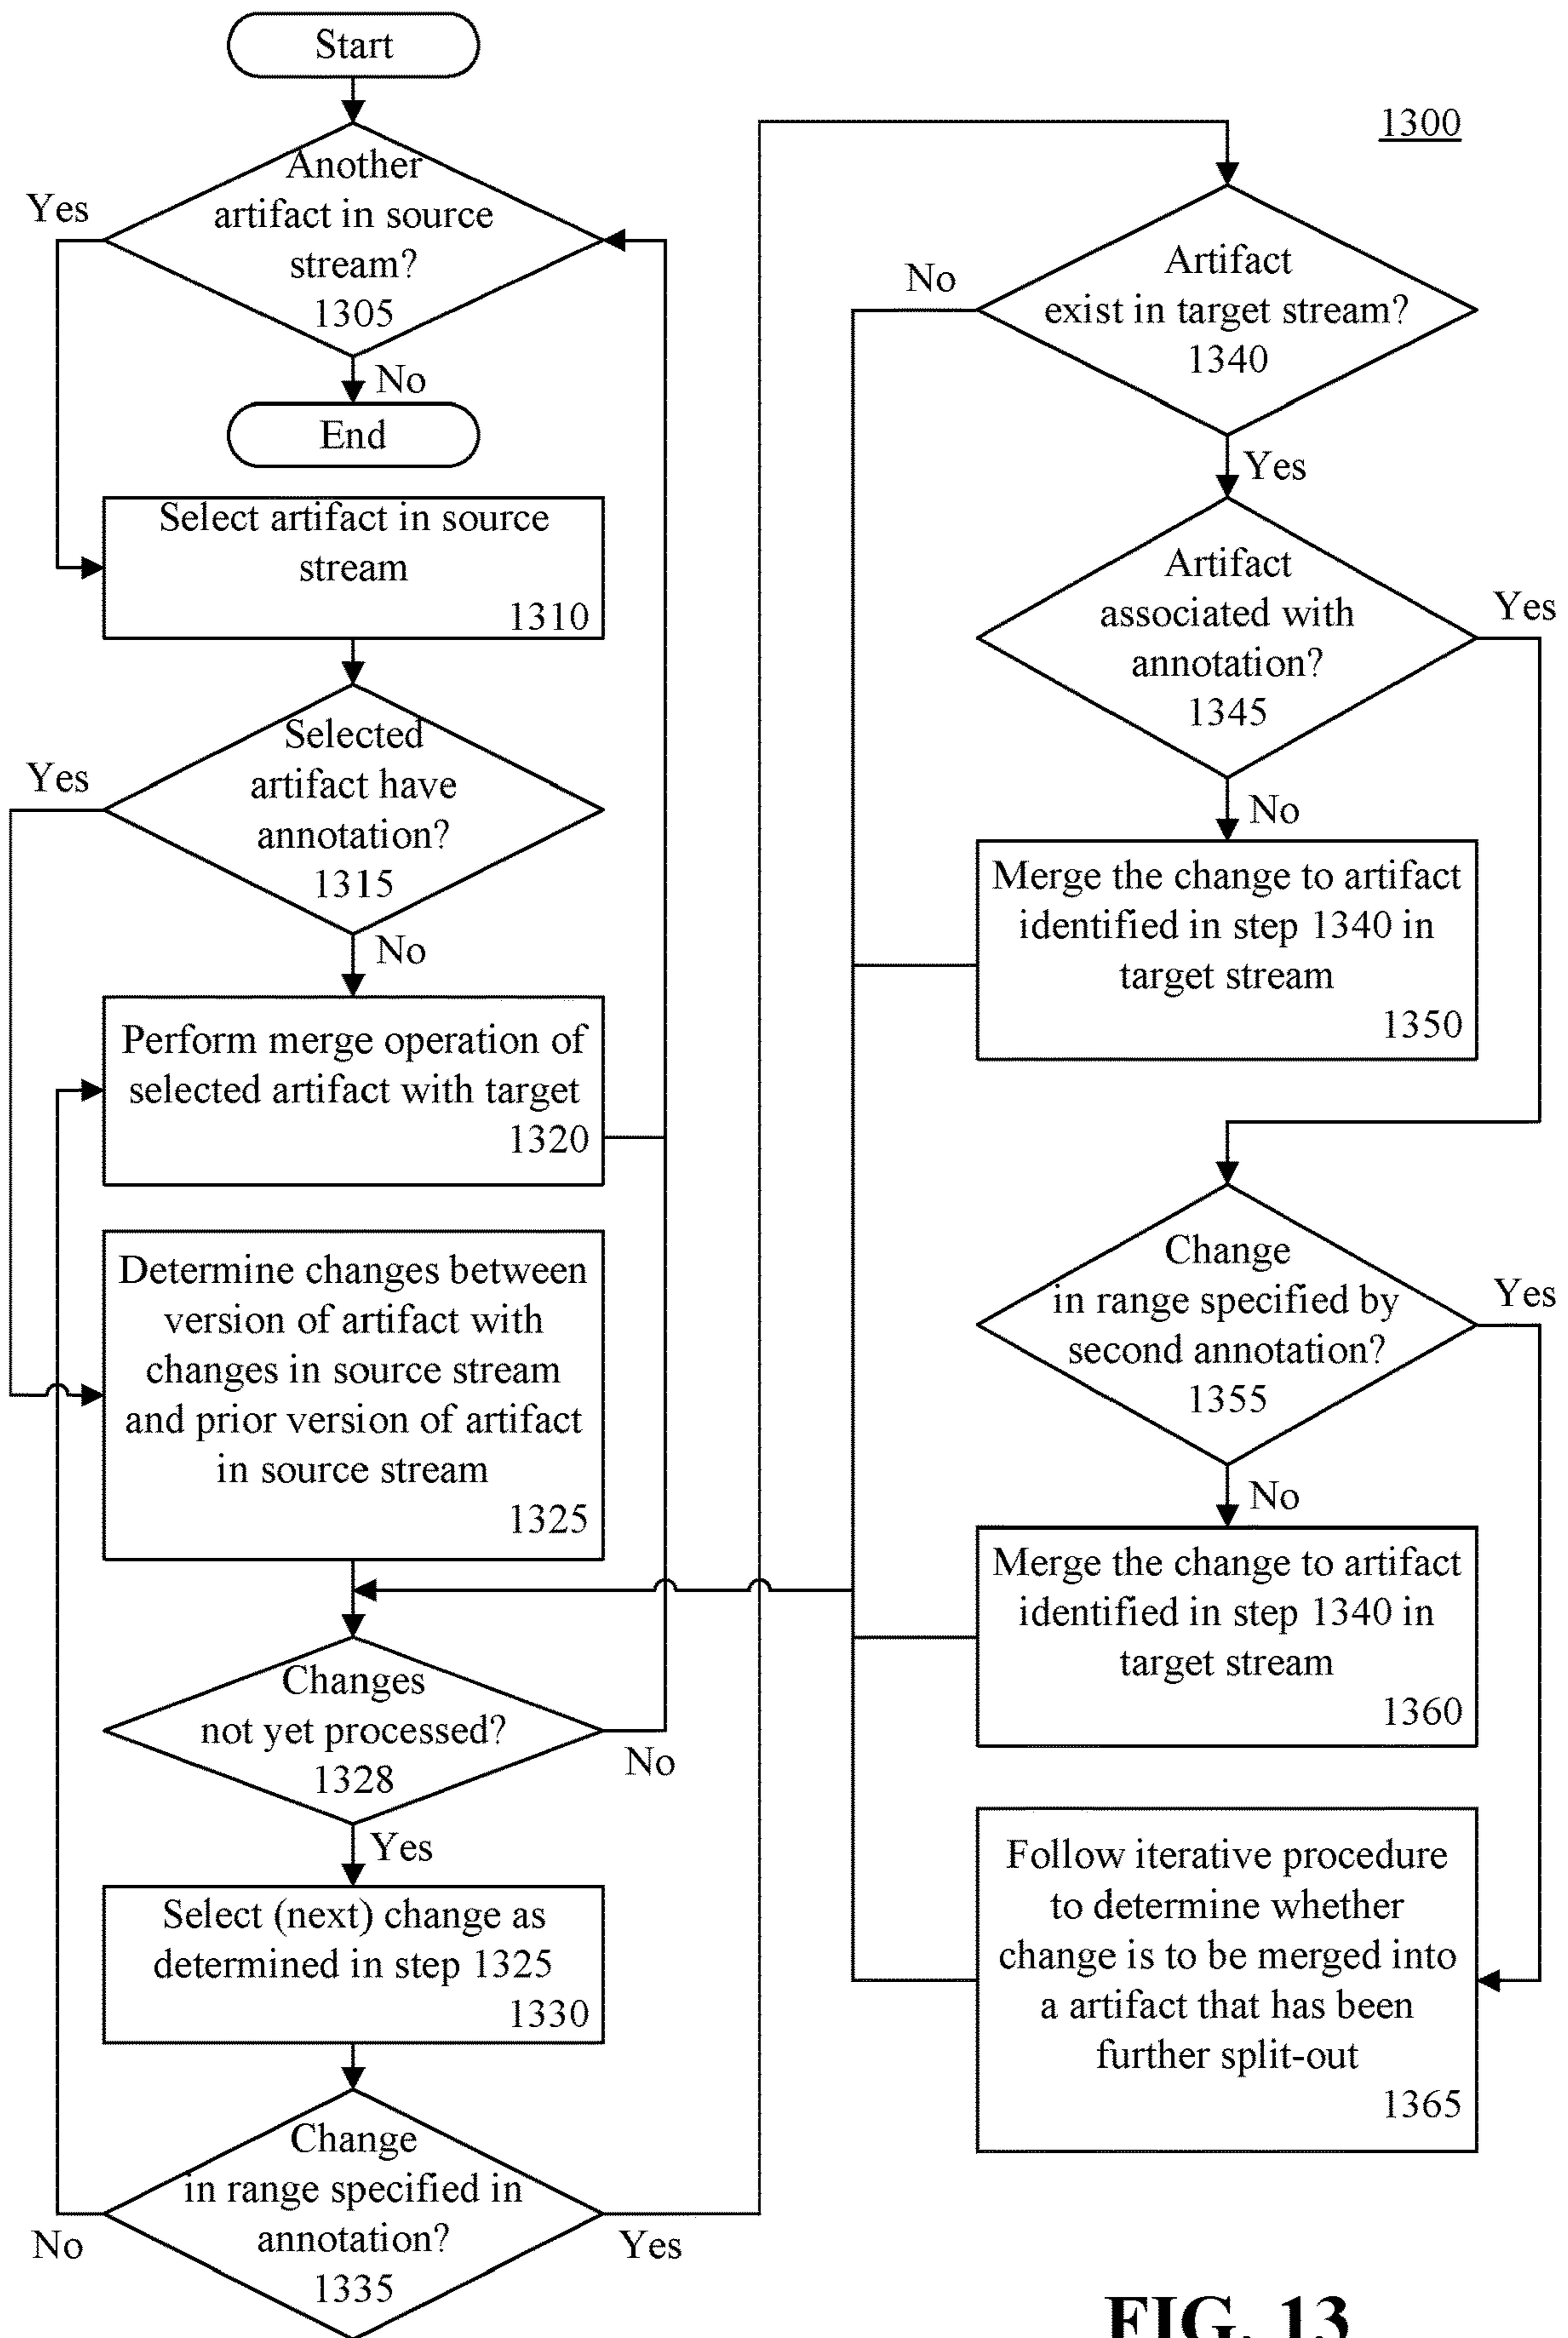 Start
Another
artifact in source
stream?
1305
Yes
No
End
Select artifact in source
stream
1310
Selected
artifact have
annotation?
1315
Yes
No
Perform merge operation of
selected artifact with target
1320
Determine changes between
version of artifact with
changes in source stream
and prior version of artifact
in source stream
1325
Changes
not yet processed?
1328
No
Yes
Select (next) change as
determined in step 1325
1330
Change
in range specified in
annotation?
1335
No
Yes
1300
Artifact
exist in target stream?
1340
No
Yes
Artifact
associated with
annotation?
1345
Yes
No
Merge the change to artifact
identified in step 1340 in
target stream
1350
Change
in range specified by
second annotation?
1355
Yes
No
Merge the change to artifact
identified in step 1340 in
target stream
1360
Follow iterative procedure
to determine whether
change is to be merged into
a artifact that has been
further split-out
1365
FIG. 13